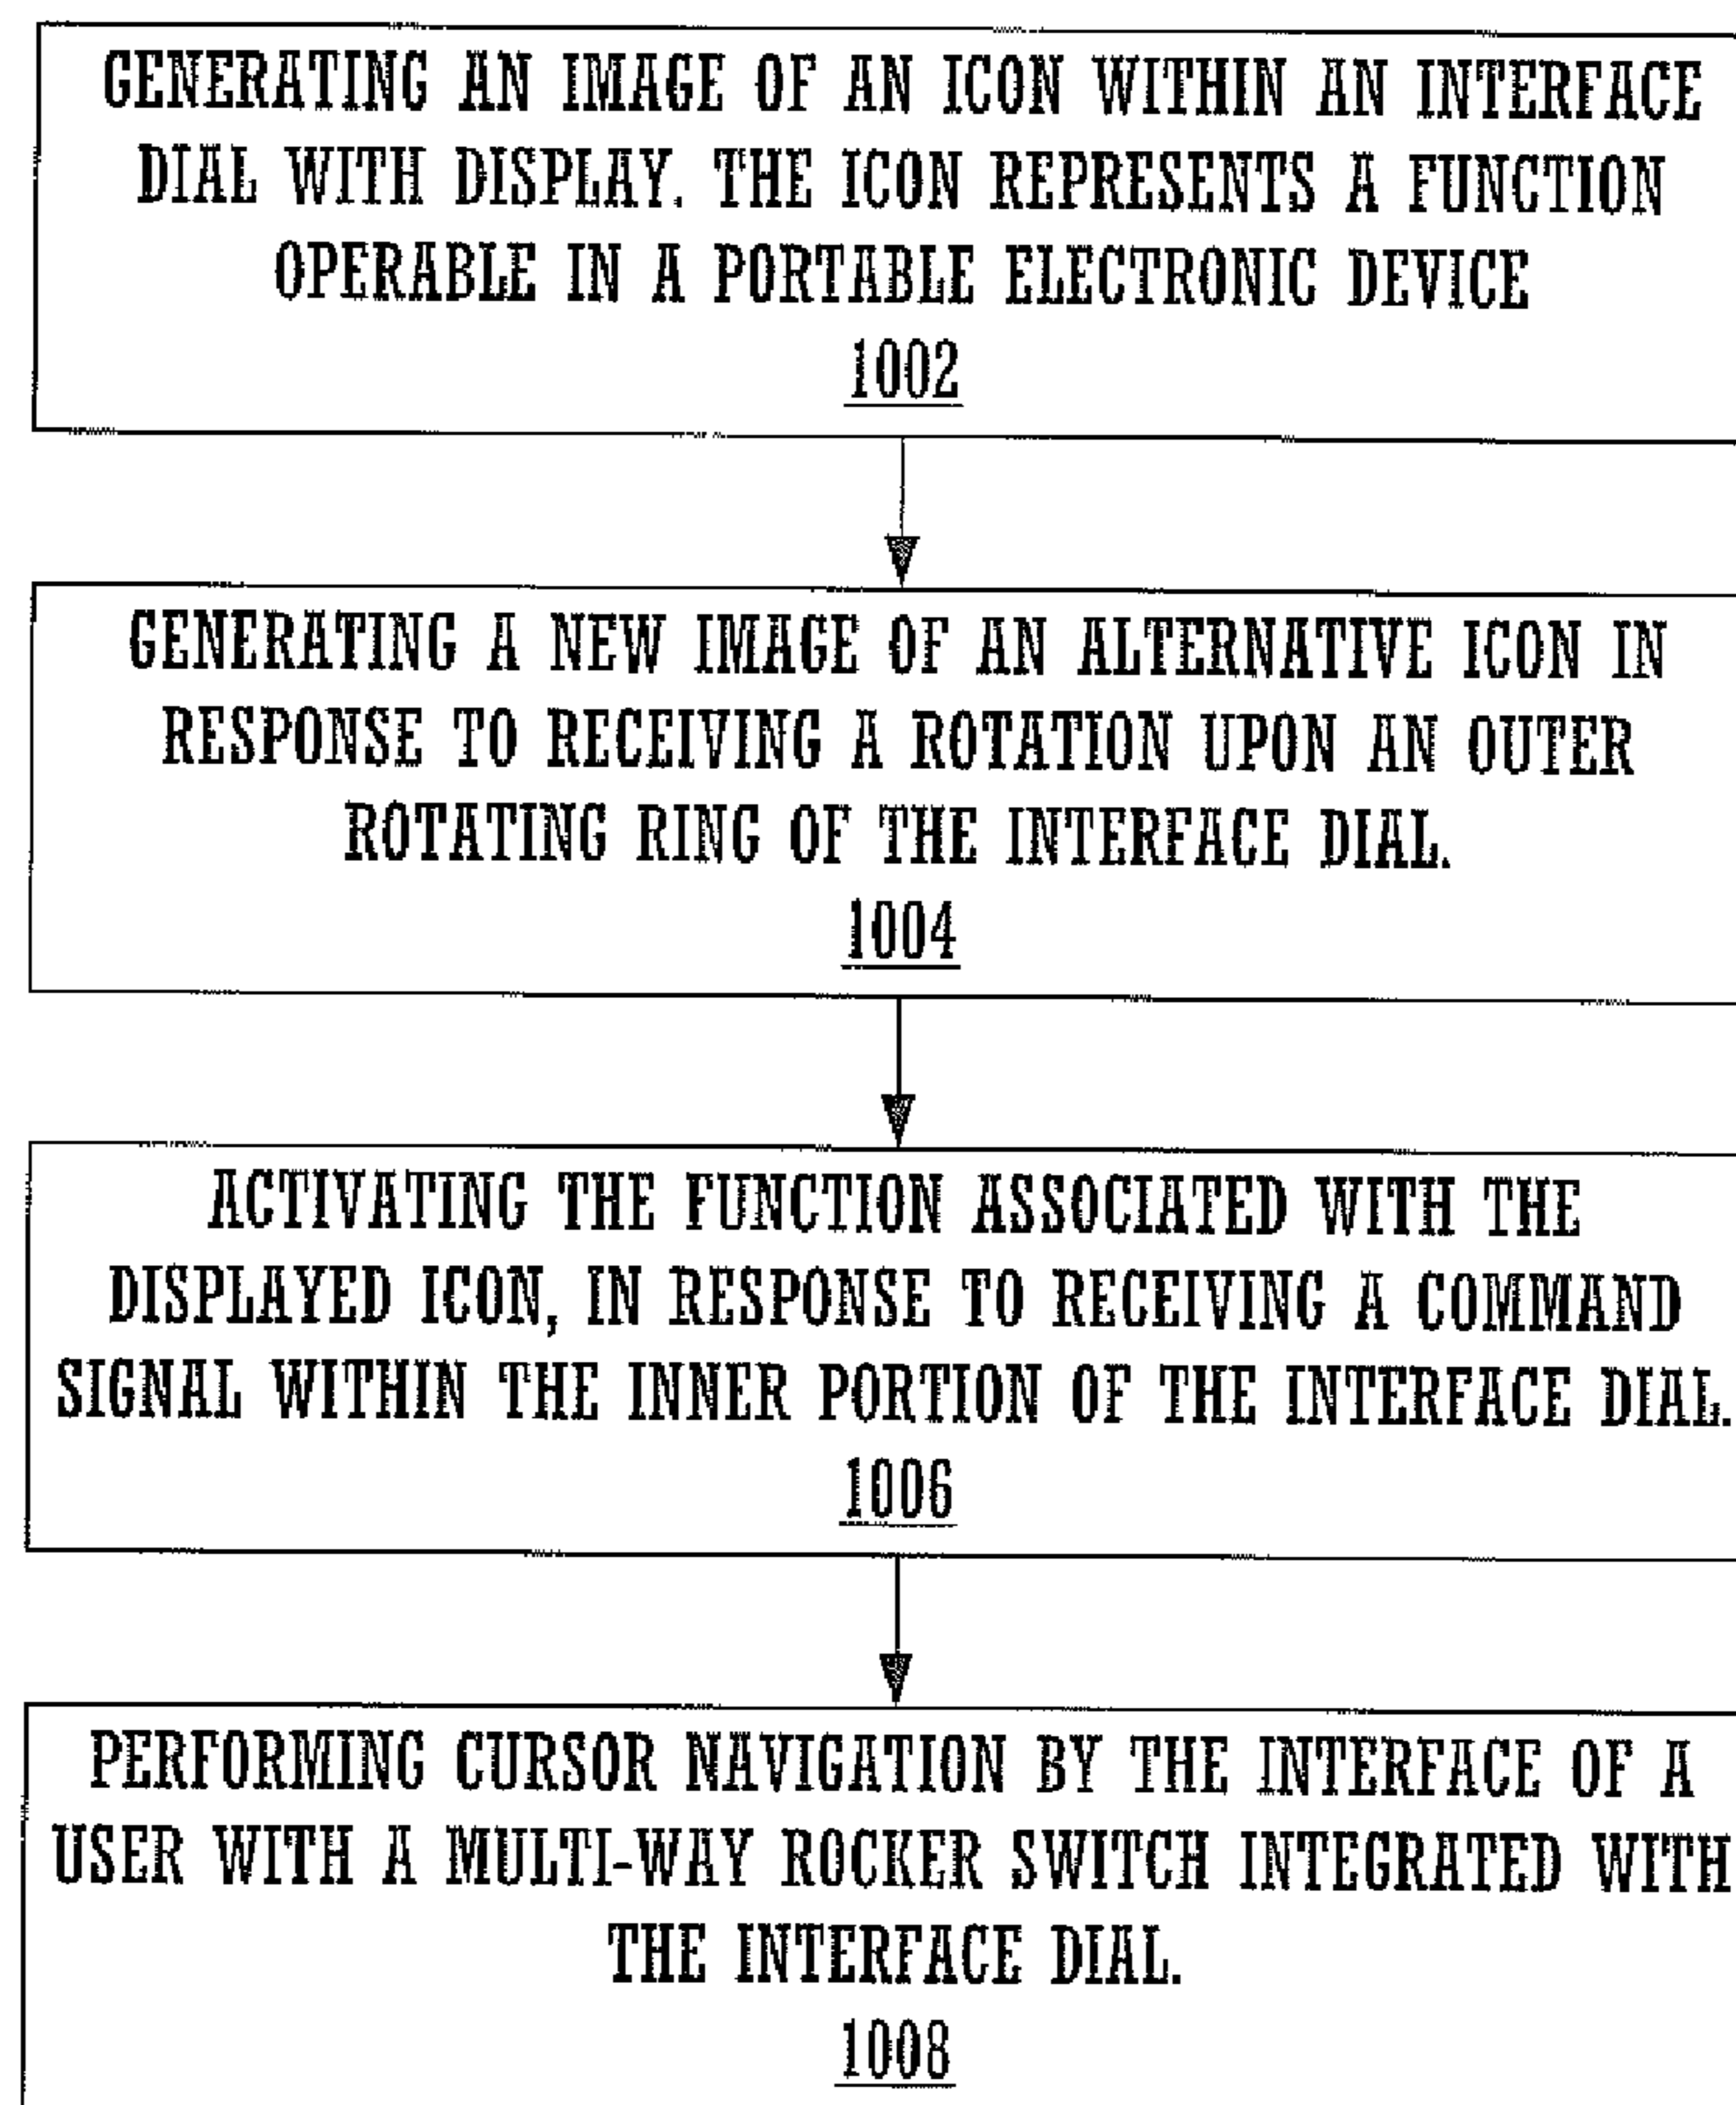 GENERATING AN IMAGE OF AN ICON WITHIN AN INTERFACE
DIAL WITH DISPLAY. THE ICON REPRESENTS A FUNCTION
OPERABLE IN A PORTABLE ELECTRONIC DEVICE
1002
GENERATING A NEW IMAGE OF AN ALTERNATIVE ICON IN
RESPONSE TO RECEIVING A ROTATION UPON AN OUTER
ROTATING RING OF THE INTERFACE DIAL.
1004
ACTIVATING THE FUNCTION ASSOCIATED WITH THE
DISPLAYED ICON, IN RESPONSE TO RECEIVING A COMMAND
SIGNAL WITHIN THE INNER PORTION OF THE INTERFACE DIAL.
1006
PERFORMING CURSOR NAVIGATION BY THE INTERFACE OF A
USER WITH A MULTI-WAY ROCKER SWITCH INTEGRATED WITH
THE INTERFACE DIAL.
1008